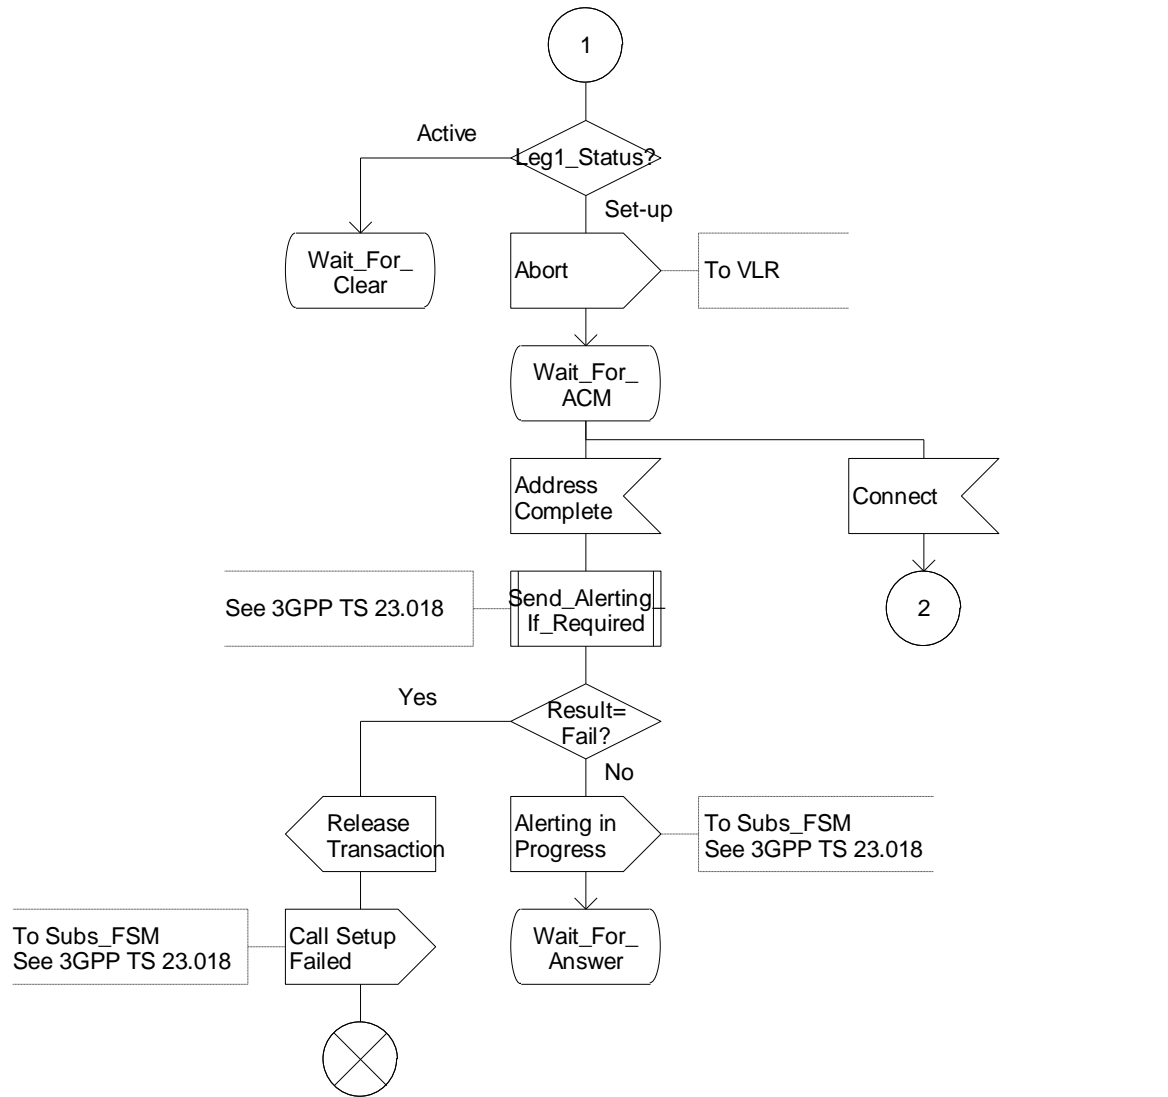 1
Active
Leg1_Status?
Set-up
Wait_For_
Clear
Abort
To VLR
Wait_For_
ACM
Address
Complete
Connect
See 3GPP TS 23.018
Send_Alerting_
If_Required
2
Yes
Result=
Fail?
No
Release
Transaction
Alerting in
Progress
To Subs_FSM
See 3GPP TS 23.018
To Subs_FSM
See 3GPP TS 23.018
Call Setup
Failed
Wait_For_
Answer